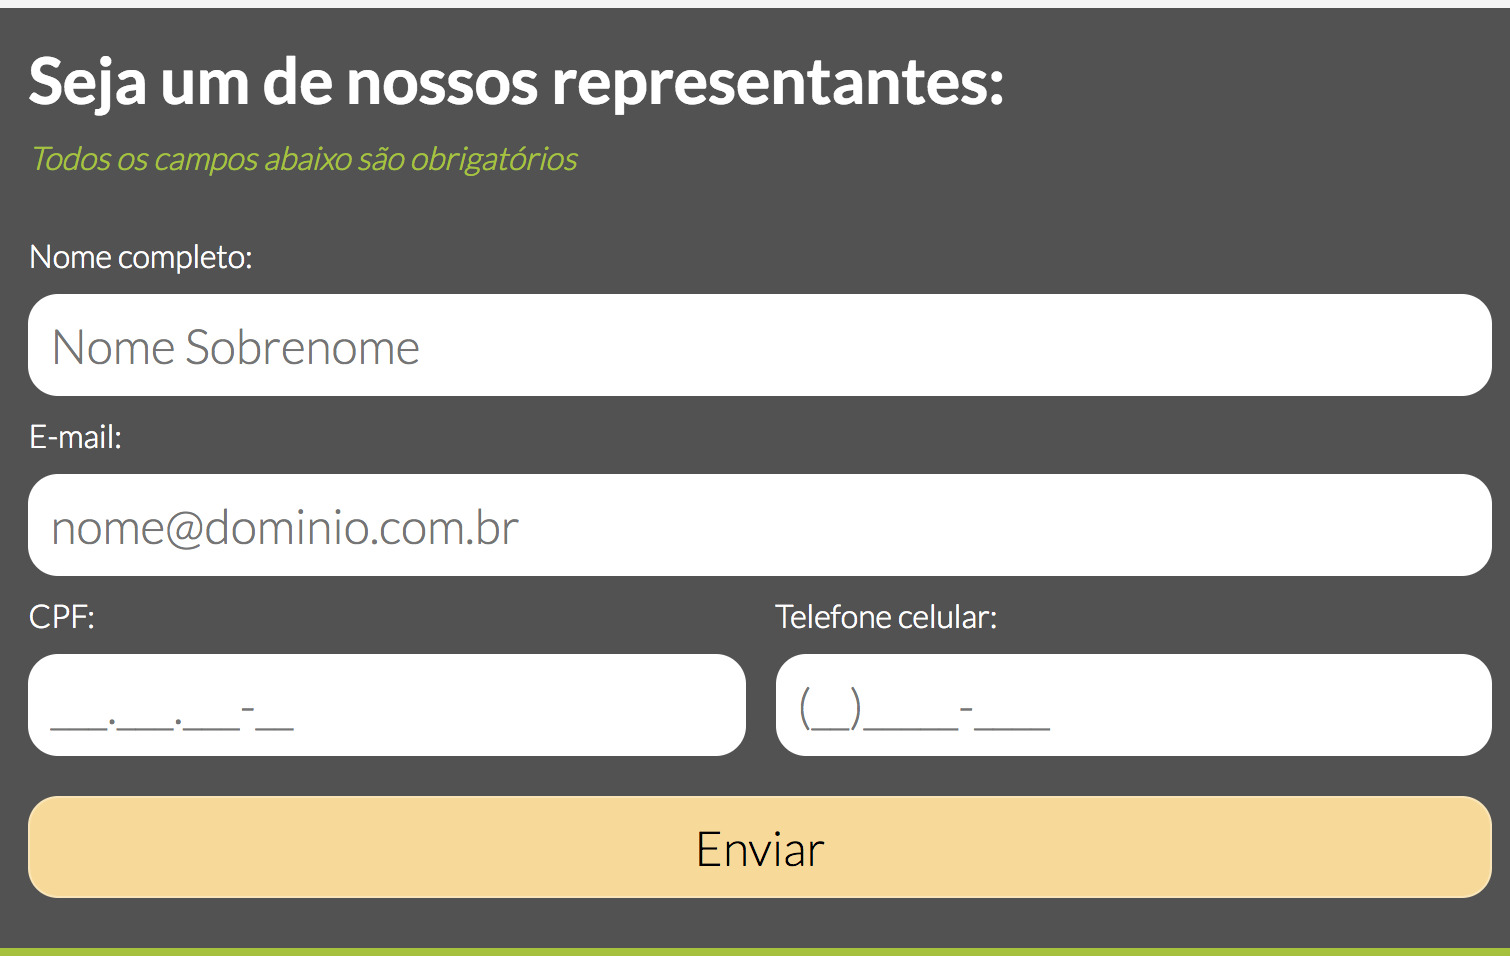 Seja um de nossos representantes:
Todos os campos abaixo são obrigatórios
Nome completo:
Nome Sobrenome
E-mail:
nome@dominio.com.br
CPF: Telefone celular:
___.___.___-__ (__)_____-____
Enviar